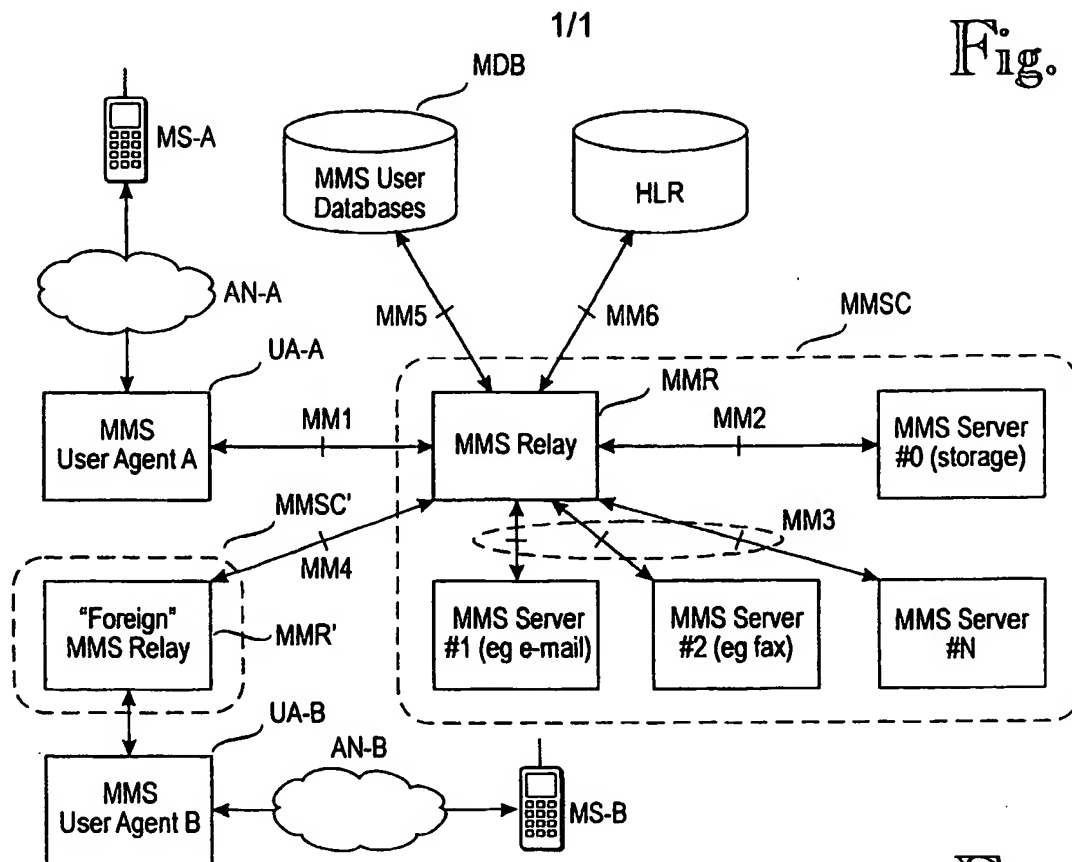 1/1
Fig.
MDB
MS-A
MMS User
Databases
HLR
AN-A
MM5
MM6
MMSC
UA-A
MMR
MMS
User Agent A
MM1
MMS Relay
MM2
MMS Server
#0 (storage)
MMSC'
MM4
MM3
"Foreign"
MMS Relay
MMR'
MMS Server
#1 (eg e-mail)
MMS Server
#2 (eg fax)
MMS Server
#N
UA-B
AN-B
MMS
User Agent B
MS-B